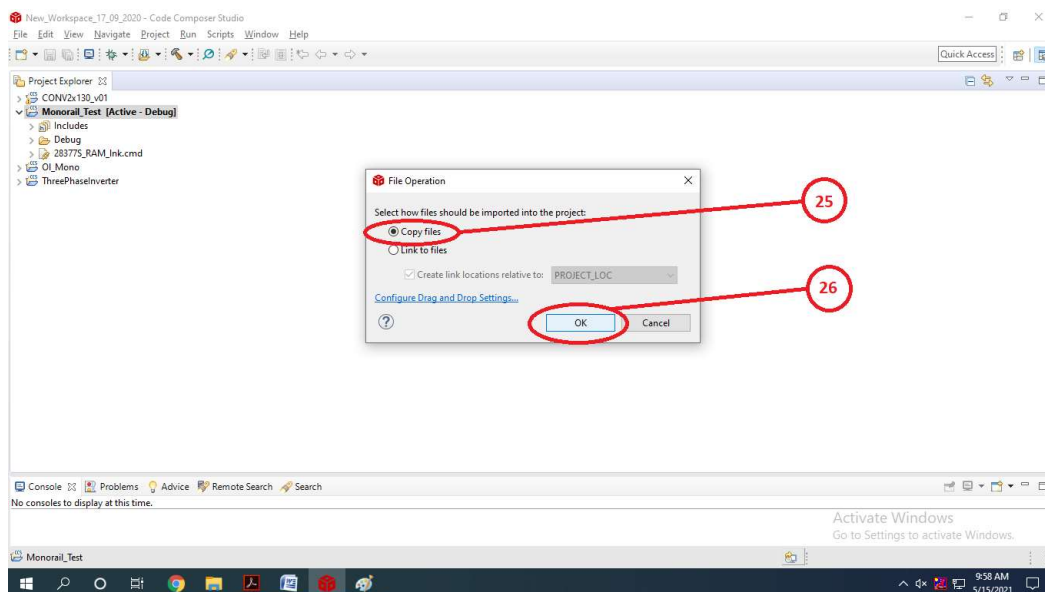 New_Workspace_17_09_2020 - Code Composer Studio
File Edit View Navigate Project Run Scripts Window Help
Quick Access
Project Explorer
CONV2x130_v01
Monorail_Test [Active - Debug]
Includes
Debug
28377S_RAM_lnk.cmd
OI_Mono
ThreePhaseInverter
File Operation
Select how files should be imported into the project:
Copy files
Link to files
Create link locations relative to: PROJECT_LOC
Configure Drag and Drop Settings...
OK Cancel
25
26
Console Problems Advice Remote Search Search
No consoles to display at this time.
Activate Windows
Go to Settings to activate Windows.
Monorail_Test
9:58 AM
5/15/2021